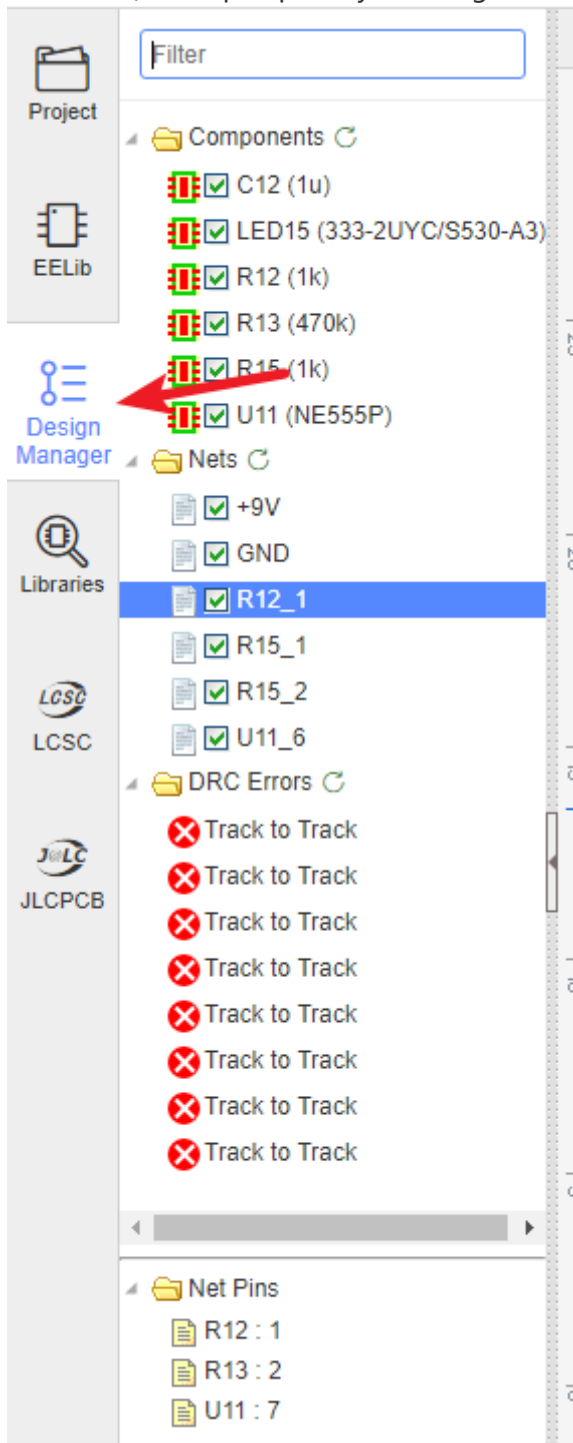 Filter
Project
Components
C12 (1u)
LED15 (333-2UYC/S530-A3)
EELib
R12 (1k)
R13 (470k)
R15 (1k)
Design
Manager
U11 (NE555P)
Nets
+9V
GND
Libraries
R12_1
R15_1
R15_2
LCSC
LCSC
U11_6
DRC Errors
Track to Track
J@LC
JLCPCB
Track to Track
Track to Track
Track to Track
Track to Track
Track to Track
Track to Track
Track to Track
Net Pins
R12 : 1
R13 : 2
U11 : 7